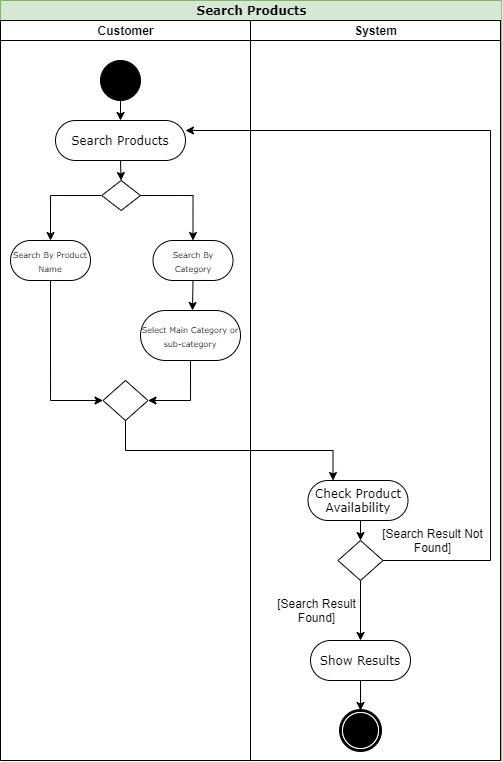 Search Products
Customer
System
Search Products
Search By Product
Name
Search By
Category
Select Main Category or
sub-category
Check Product
Availability
[Search Result Not
Found]
[Search Result
Found]
Show Results